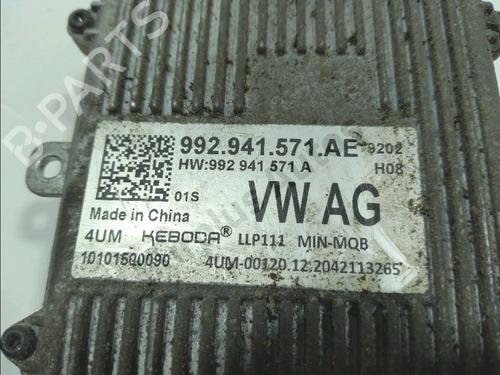 992.941.571.AE 9202
HW:992 941 571 A H08
01S
VW AG
Made in China
4UM KEBODA® LLP111 MIN-MQB
10101500090 4UM-00120.12.2042113265
B-PARTS